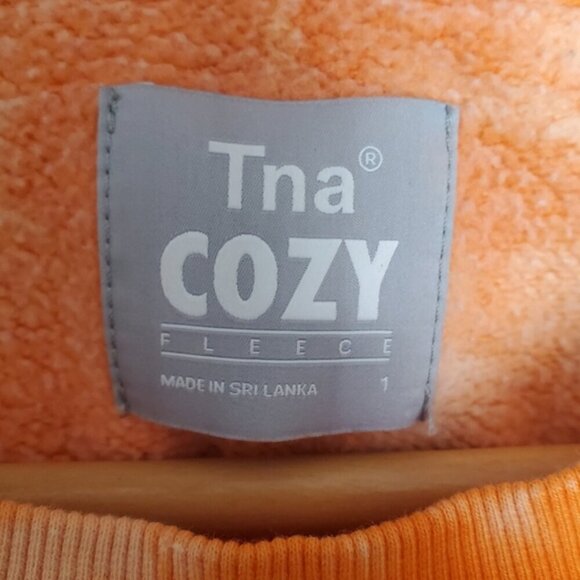 Tna®
COZY
FLEECE
MADE IN SRI LANKA 1